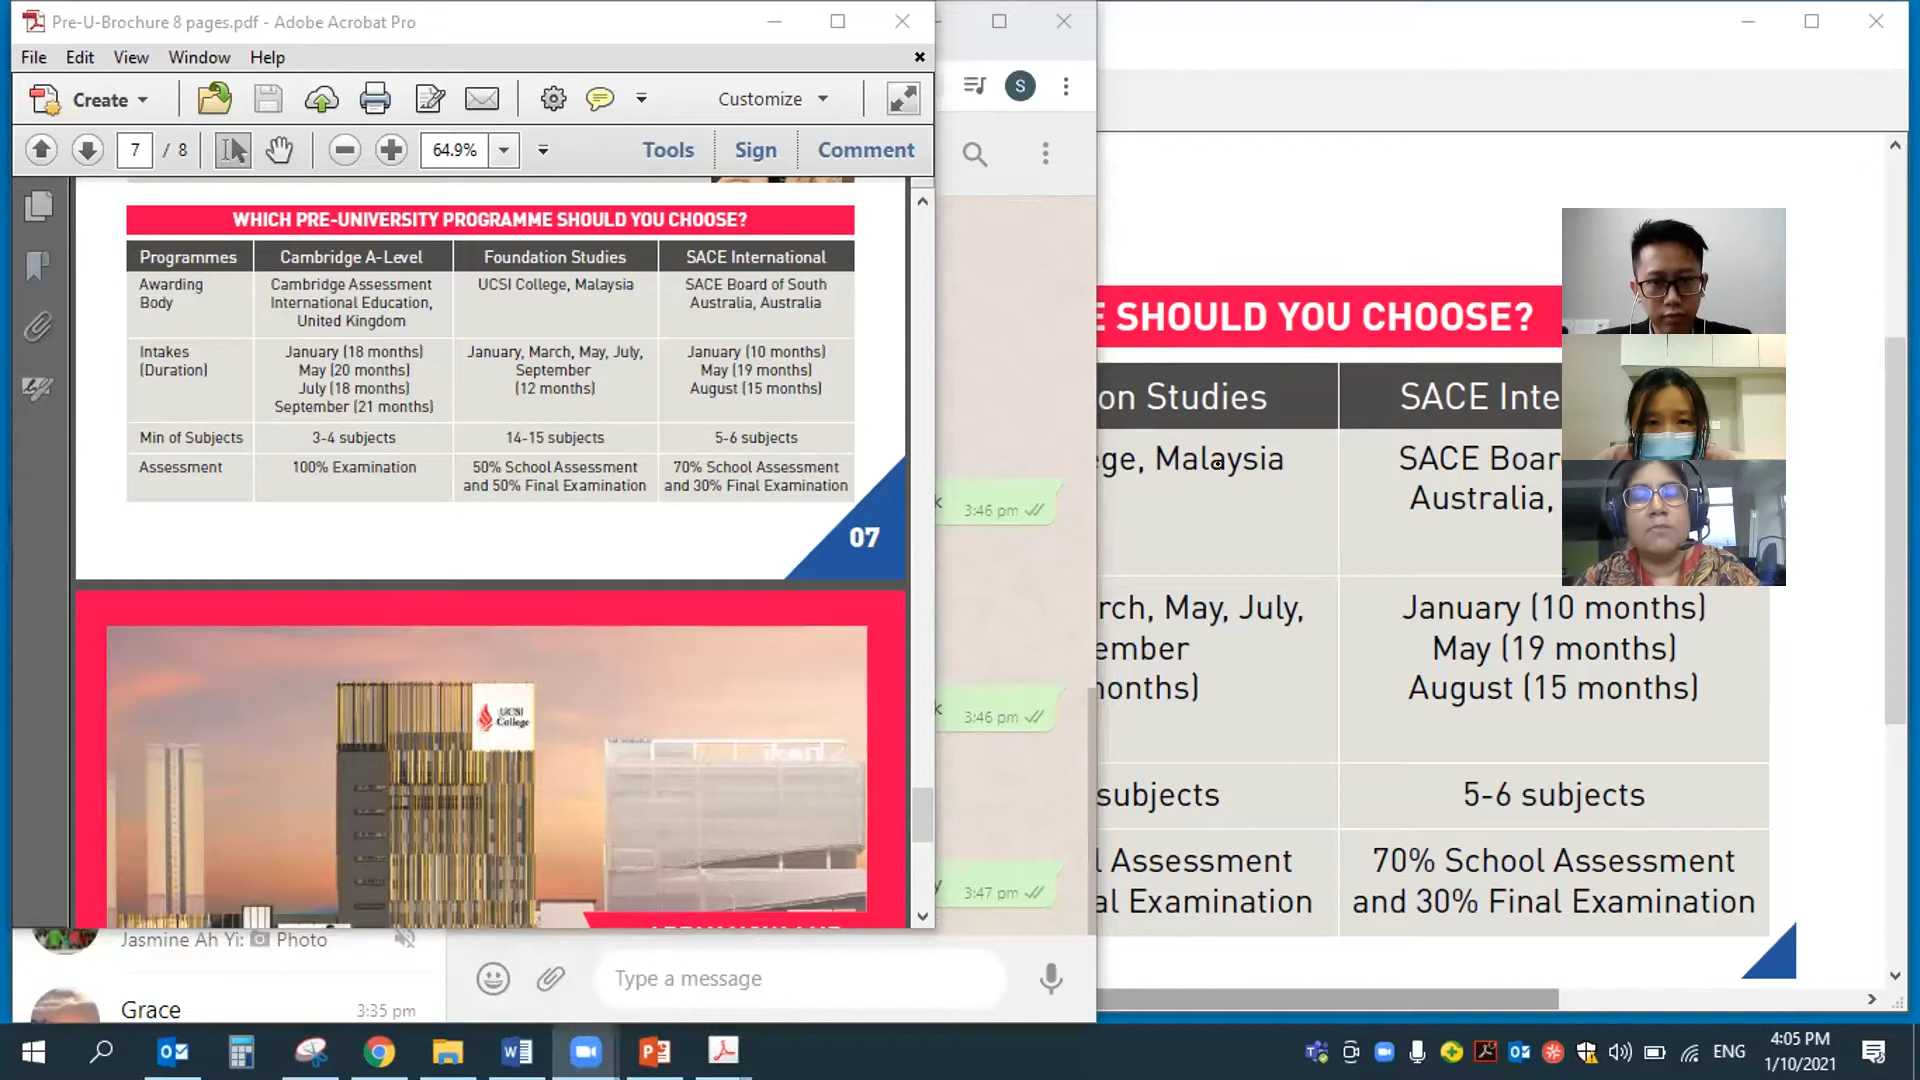 Pre-U-Brochure 8 pages.pdf - Adobe Acrobat Pro
File Edit View Window Help
Create
Customize
7 / 8
64.9%
Tools Sign Comment
WHICH PRE-UNIVERSITY PROGRAMME SHOULD YOU CHOOSE?
Programmes Cambridge A-Level Foundation Studies SACE International
Awarding Body
Cambridge Assessment
International Education,
United Kingdom
UCSI College, Malaysia
SACE Board of South
Australia, Australia
Intakes
(Duration)
January (18 months)
May (20 months)
July (18 months)
September (21 months)
January, March, May, July,
September
(12 months)
January (10 months)
May (19 months)
August (15 months)
Min of Subjects 3-4 subjects 14-15 subjects 5-6 subjects
Assessment 100% Examination
50% School Assessment
and 50% Final Examination
70% School Assessment
and 30% Final Examination
07
UCSI
College
Jasmine Ah Yi: Photo
Grace
3:35 pm
S
k 3:46 pm
k 3:46 pm
y 3:47 pm
Type a message
E SHOULD YOU CHOOSE?
on Studies SACE Inte
ge, Malaysia
SACE Boar
Australia,
rch, May, July,
ember
onths)
January (10 months)
May (19 months)
August (15 months)
subjects 5-6 subjects
l Assessment
al Examination
70% School Assessment
and 30% Final Examination
ENG
4:05 PM
1/10/2021